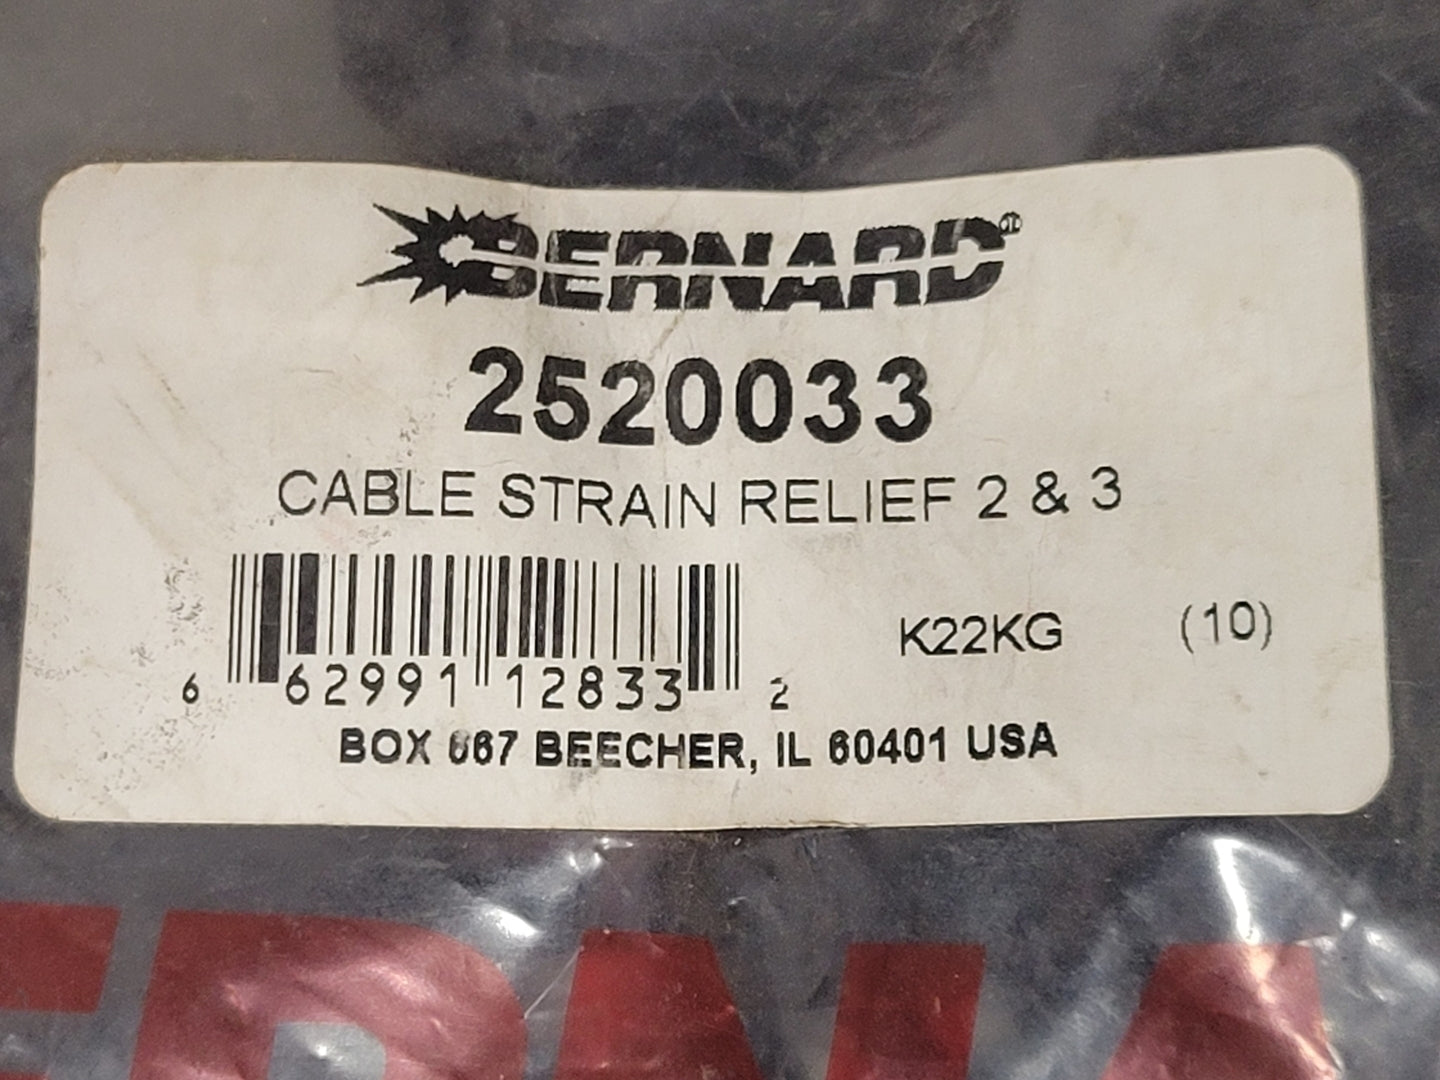 BERNARD®
2520033
CABLE STRAIN RELIEF 2 & 3
6 62991 12833 2
K22KG (10)
BOX 667 BEECHER, IL 60401 USA
ERNA